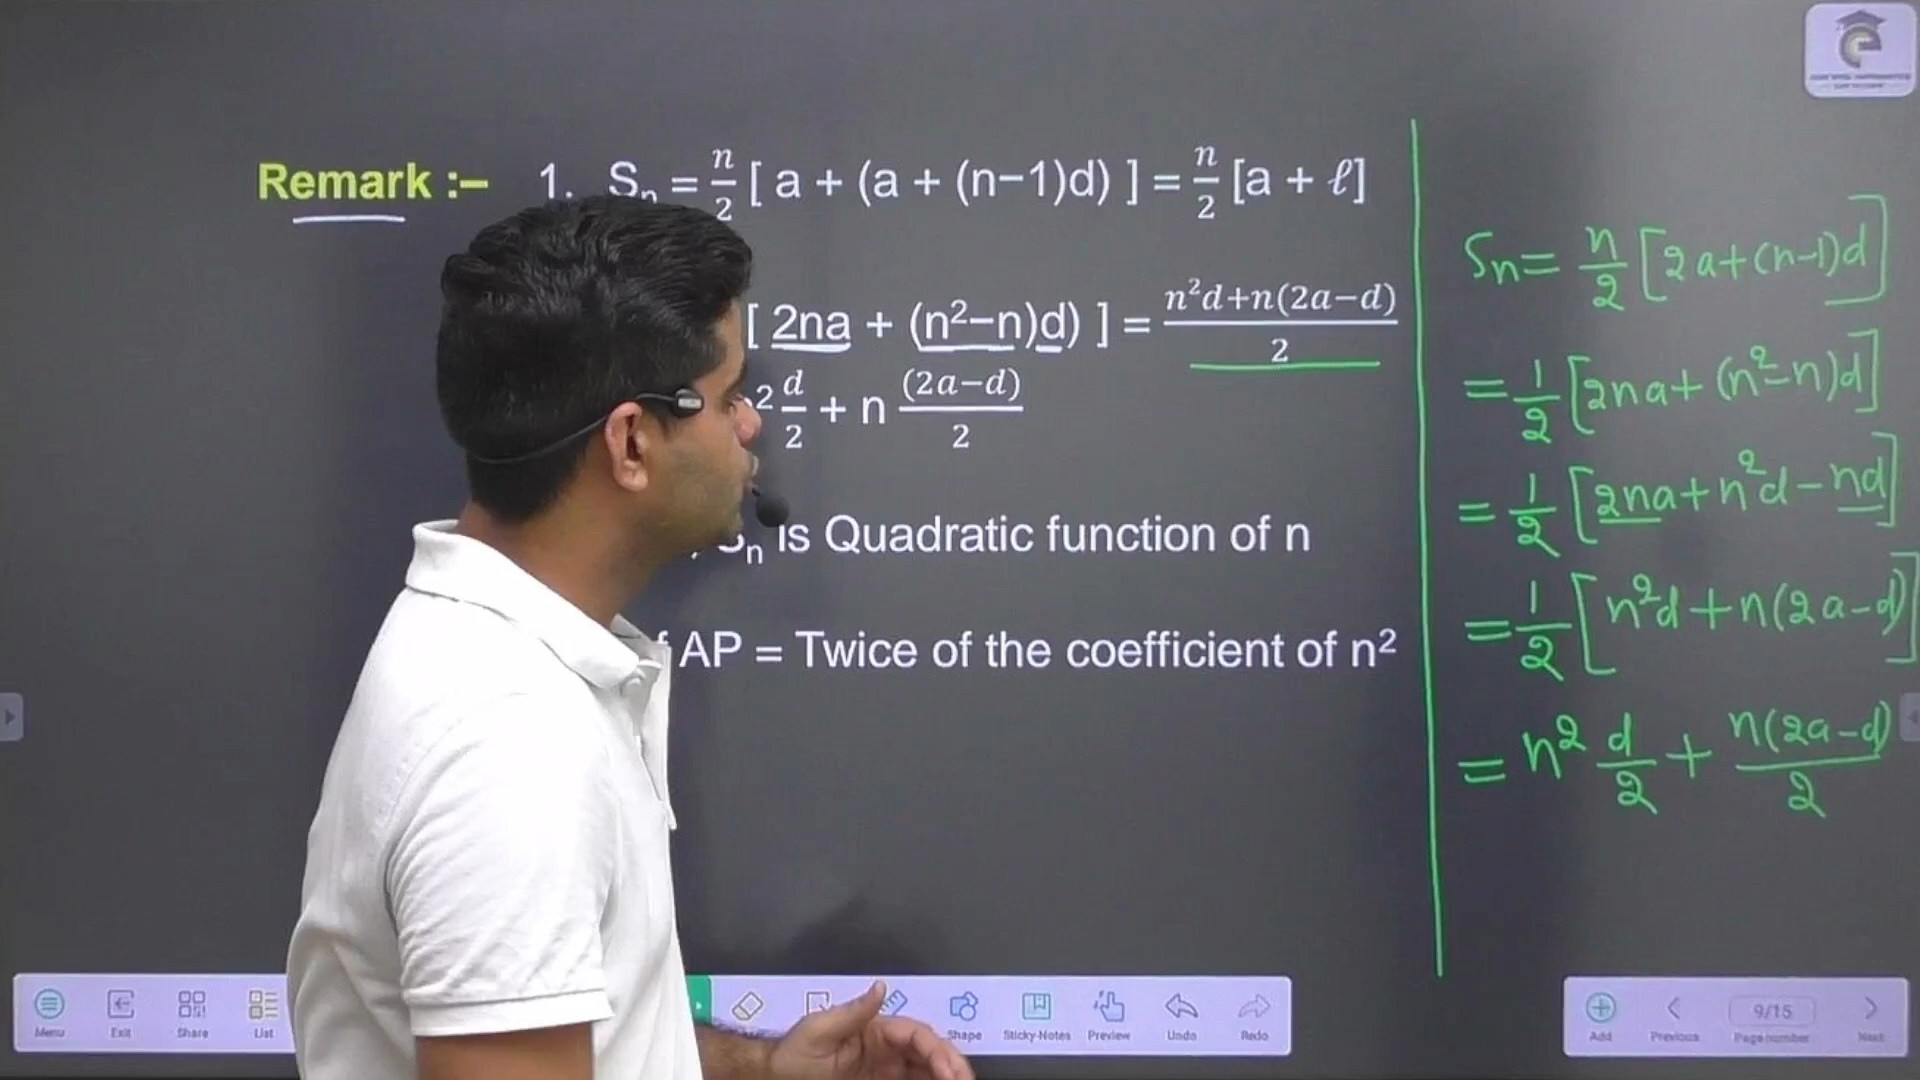 Remark :– 1. Sₙ = n/2 [ a + (a + (n−1)d) ] = n/2 [a + ℓ]
[ 2na + (n²−n)d) ] = n²d+n(2a−d)/2
² d/2 + n (2a−d)/2
Sₙ is Quadratic function of n
AP = Twice of the coefficient of n²
Sn = n/2 [2a+(n-1)d]
= 1/2 [2na + (n²-n)d]
= 1/2 [2na + n²d - nd]
= 1/2 [n²d + n(2a-d)]
= n² d/2 + n(2a-d)/2
Menu
Exit
Share
List
Shape
Sticky-Notes
Preview
Undo
Redo
Add
Previous
9/15
Page number
Next